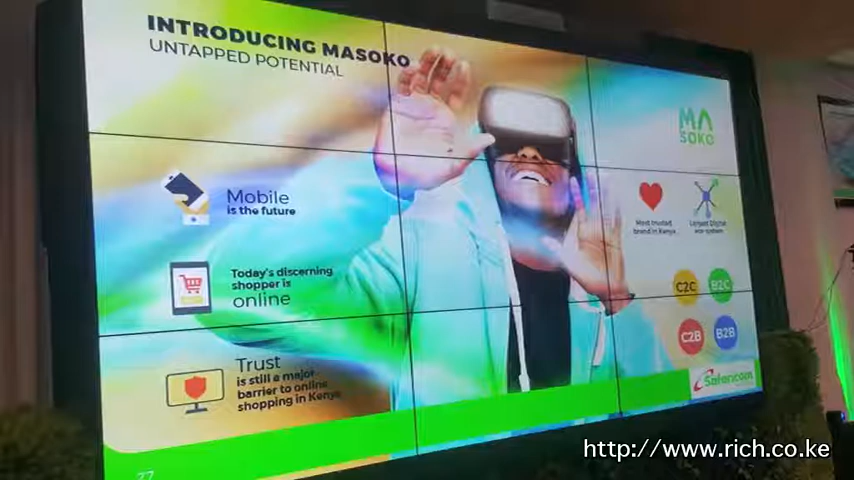 INTRODUCING MASOKO
UNTAPPED POTENTIAL
MA
SOKO
Mobile
is the future
Most trusted
brand in Kenya
Largest Digital
eco-system
Today's discerning
shopper is
online
C2C
B2C
C2B
B2B
Trust
is still a major
barrier to online
shopping in Kenya
Safaricom
27
http://www.rich.co.ke